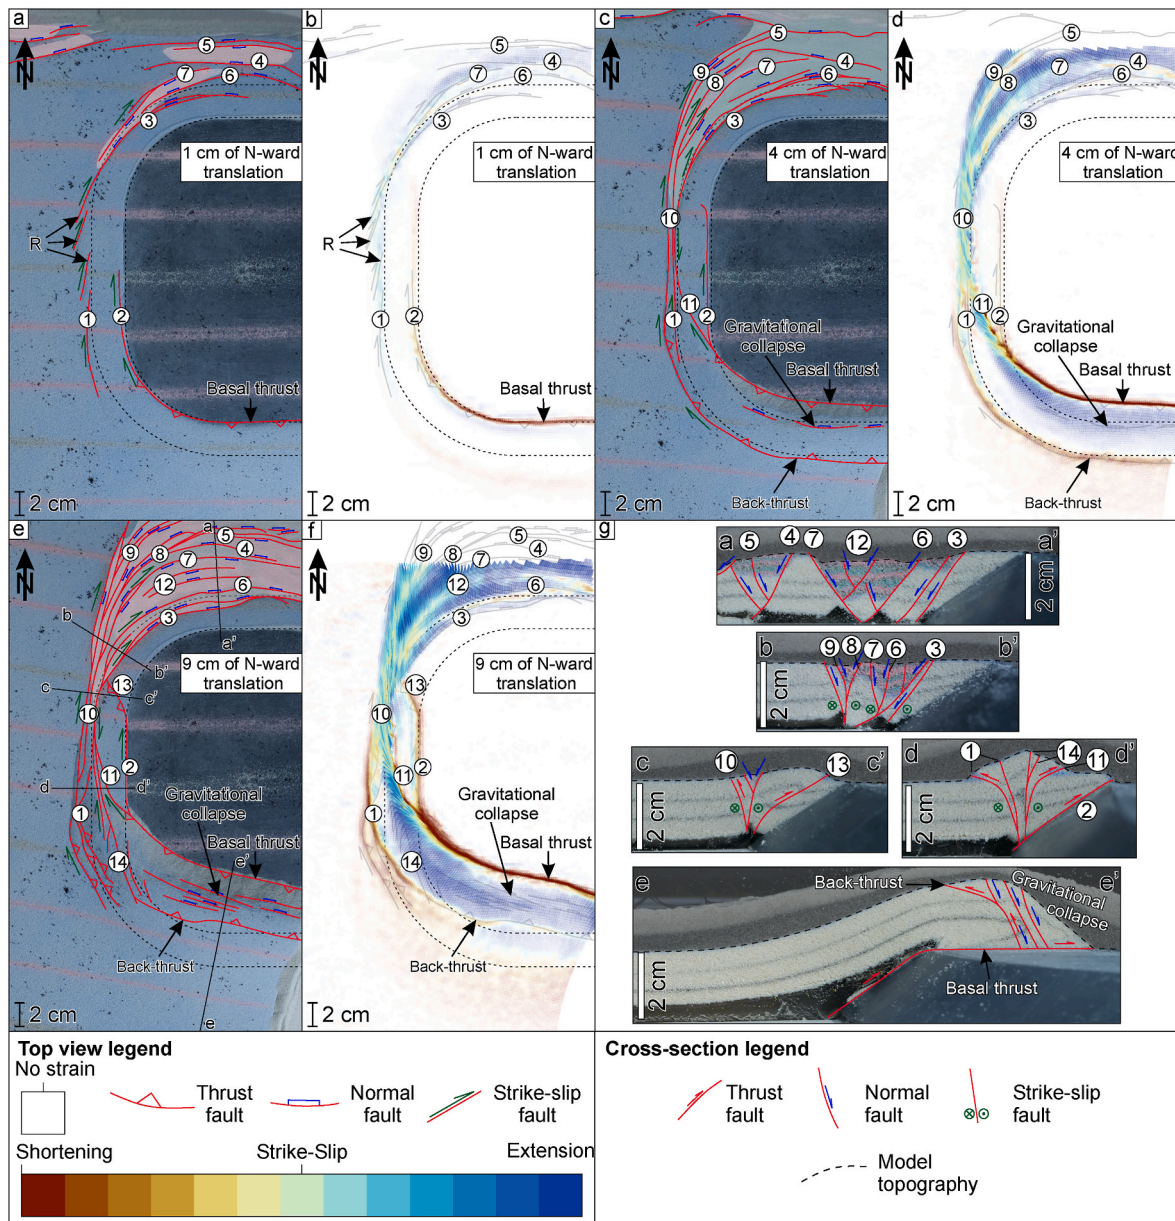 a
N
5
4
7
6
3
1 cm of N-ward
translation
R
1
2
Basal thrust
2 cm
b
N
5
4
7
6
3
1 cm of N-ward
translation
R
1
2
Basal thrust
2 cm
c
N
5
9
8
7
4
6
3
4 cm of N-ward
translation
10
11
1
2
Gravitational
collapse
Basal thrust
Back-thrust
2 cm
d
N
5
9
8
7
4
6
3
4 cm of N-ward
translation
10
11
1
2
Gravitational
collapse
Basal thrust
Back-thrust
2 cm
e
N
a
9
8
5
4
7
12
6
3
b
a'
b'
9 cm of N-ward
translation
c
13
c'
10
11
2
d
d''
1
Gravitational
collapse
Basal thrust
14
e'
Back-thrust
2 cm
e
f
N
9
8
7
5
4
12
6
3
9 cm of N-ward
translation
13
10
11
2
1
Gravitational
collapse
Basal thrust
14
Back-thrust
2 cm
g
a
5
4
7
12
6
3
a'
2 cm
b
9
8
7
6
3
b'
2 cm
c
10
13
c'
2 cm
d
1
14
11
d'
2
2 cm
e
Back-thrust
Gravitational
collapse
e'
Basal thrust
2 cm
Top view legend
No strain
Thrust
fault
Normal
fault
Strike-slip
fault
Shortening
Strike-Slip
Extension
Cross-section legend
Thrust
fault
Normal
fault
Strike-slip
fault
Model
topography